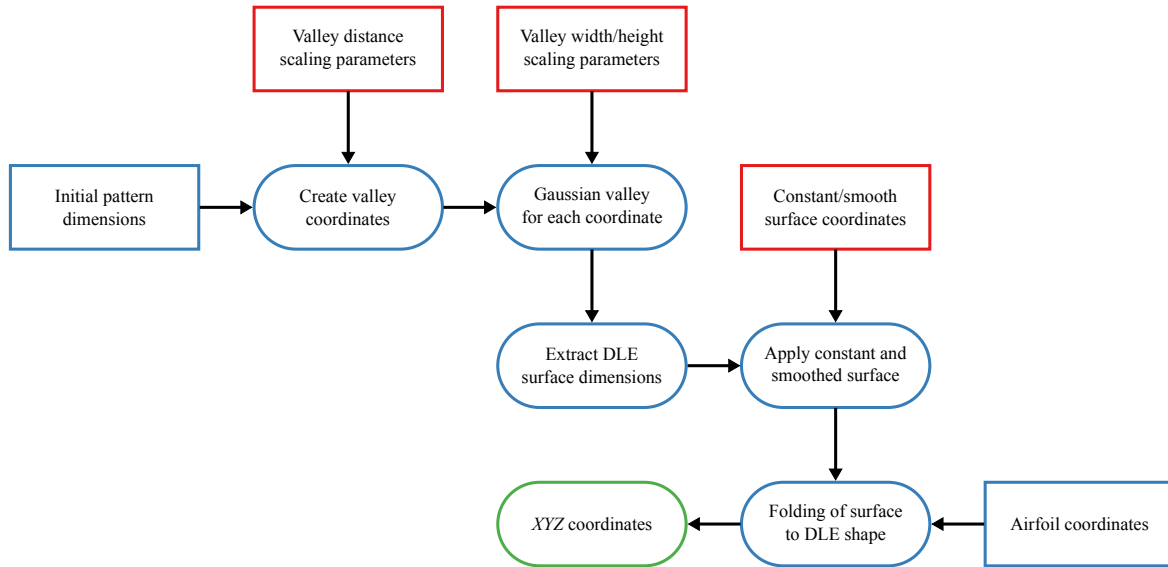 Valley distance
scaling parameters
Valley width/height
scaling parameters
Initial pattern
dimensions
Create valley
coordinates
Gaussian valley
for each coordinate
Constant/smooth
surface coordinates
Extract DLE
surface dimensions
Apply constant and
smoothed surface
XYZ coordinates
Folding of surface
to DLE shape
Airfoil coordinates